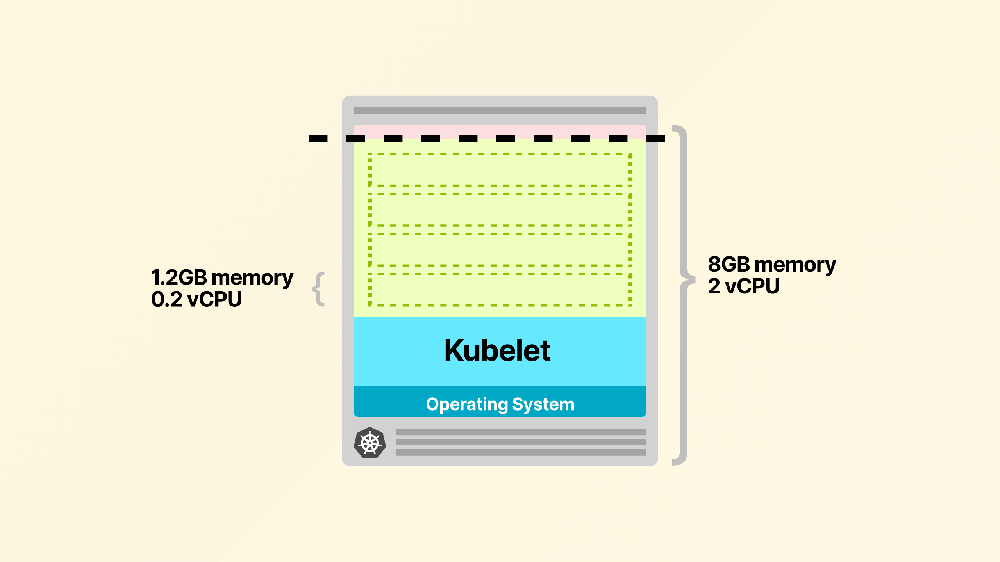 1.2GB memory
0.2 vCPU
8GB memory
2 vCPU
Kubelet
Operating System